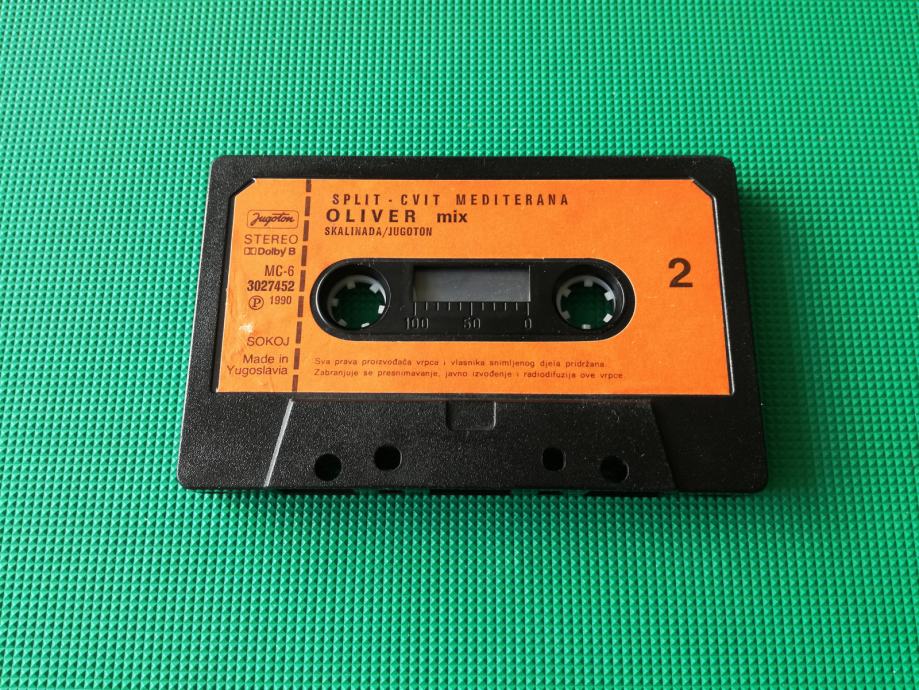 SPLIT - CVIT MEDITERANA
OLIVER mix
SKALINADA/JUGOTON
Jugoton
STEREO
Dolby B
MC-6
3027452
Ⓟ 1990
SOKOJ
Made in
Yugoslavia
2
100 50 0
Sva prava proizvođača vrpce i vlasnika snimljenog djela pridržana.
Zabranjuje se presnimavanje, javno izvođenje i radiodifuzija ove vrpce.